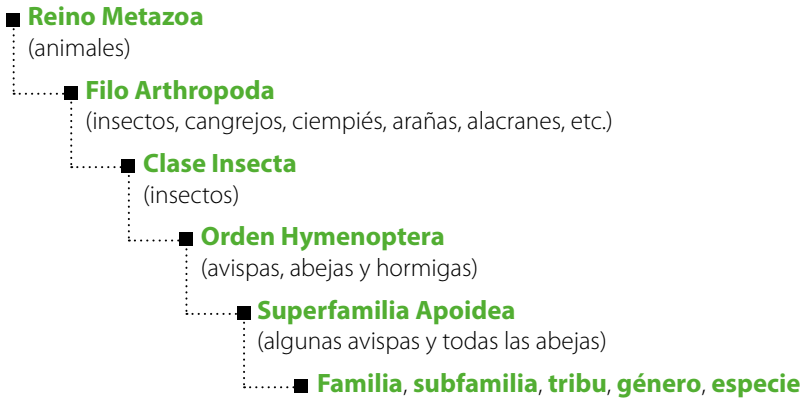 Reino Metazoa
(animales)
Filo Arthropoda
(insectos, cangrejos, ciempiés, arañas, alacranes, etc.)
Clase Insecta
(insectos)
Orden Hymenoptera
(avispas, abejas y hormigas)
Superfamilia Apoidea
(algunas avispas y todas las abejas)
Familia, subfamilia, tribu, género, especie